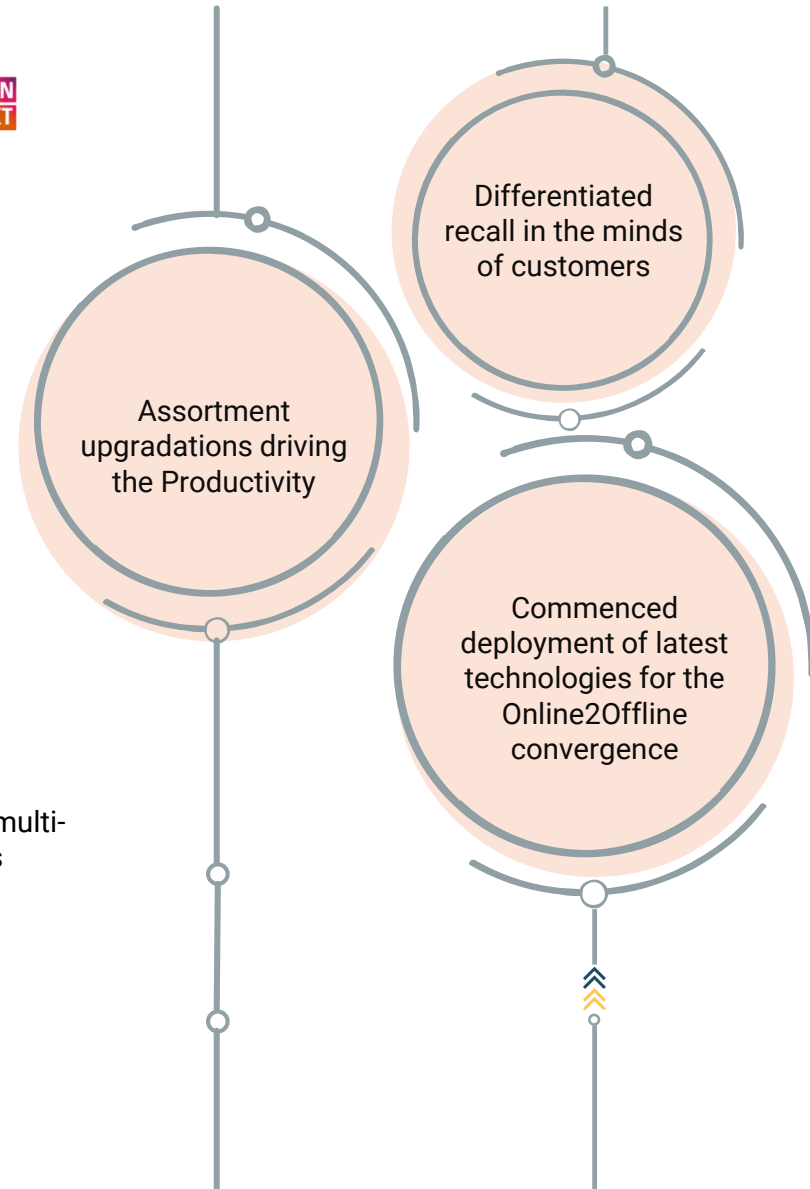 Differentiated
recall in the minds
of customers
Assortment
upgradations driving
the Productivity
Commenced
deployment of latest
technologies for the
Online2Offline
convergence
multi-